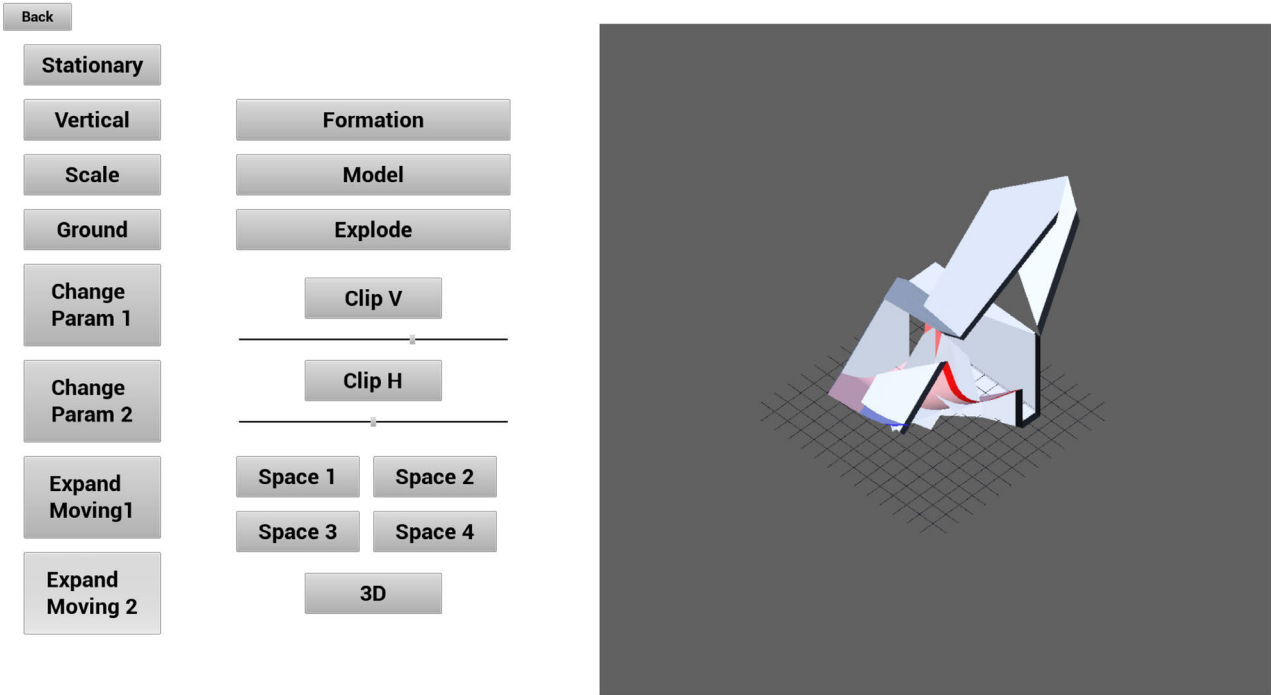 Back
Stationary
Vertical
Formation
Scale
Model
Ground
Explode
Change
Param 1
Clip V
Change
Param 2
Clip H
Expand
Moving1
Space 1
Space 2
Space 3
Space 4
Expand
Moving 2
3D